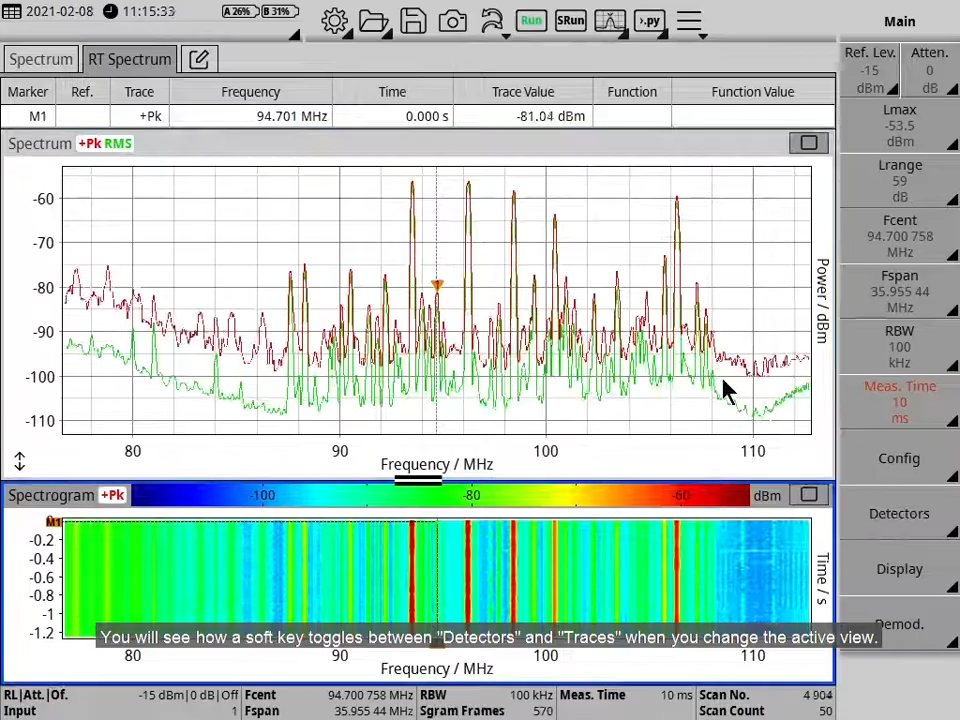 2021-02-08 11:15:33 A 26% B 31% Run SRun >.py Main
Spectrum RT Spectrum
Ref. Lev. -15 dBm
Atten. 0 dB
Marker Ref. Trace Frequency Time Trace Value Function Function Value
M1 +Pk 94.701 MHz 0.000 s -81.04 dBm
Lmax
-53.5
dBm
Spectrum +Pk RMS
Lrange
59
dB
-60
-70
-80
-90
-100
-110
Power / dBm
80 90 100 110
Frequency / MHz
Fcent
94.700 758
MHz
Fspan
35.955 44
MHz
RBW
100
kHz
Meas. Time
10
ms
Config
Spectrogram +Pk -100 -80 -60 dBm
M1
-0.2
-0.4
-0.6
-0.8
-1
-1.2
Time / s
Detectors
Display
Demod.
You will see how a soft key toggles between "Detectors" and "Traces" when you change the active view.
80 90 100 110
Frequency / MHz
RL|Att.|Of. -15 dBm|0 dB|Off Fcent 94.700 758 MHz RBW 100 kHz Meas. Time 10 ms Scan No. 4 904
Input 1 Fspan 35.955 44 MHz Sgram Frames 570 Scan Count 50